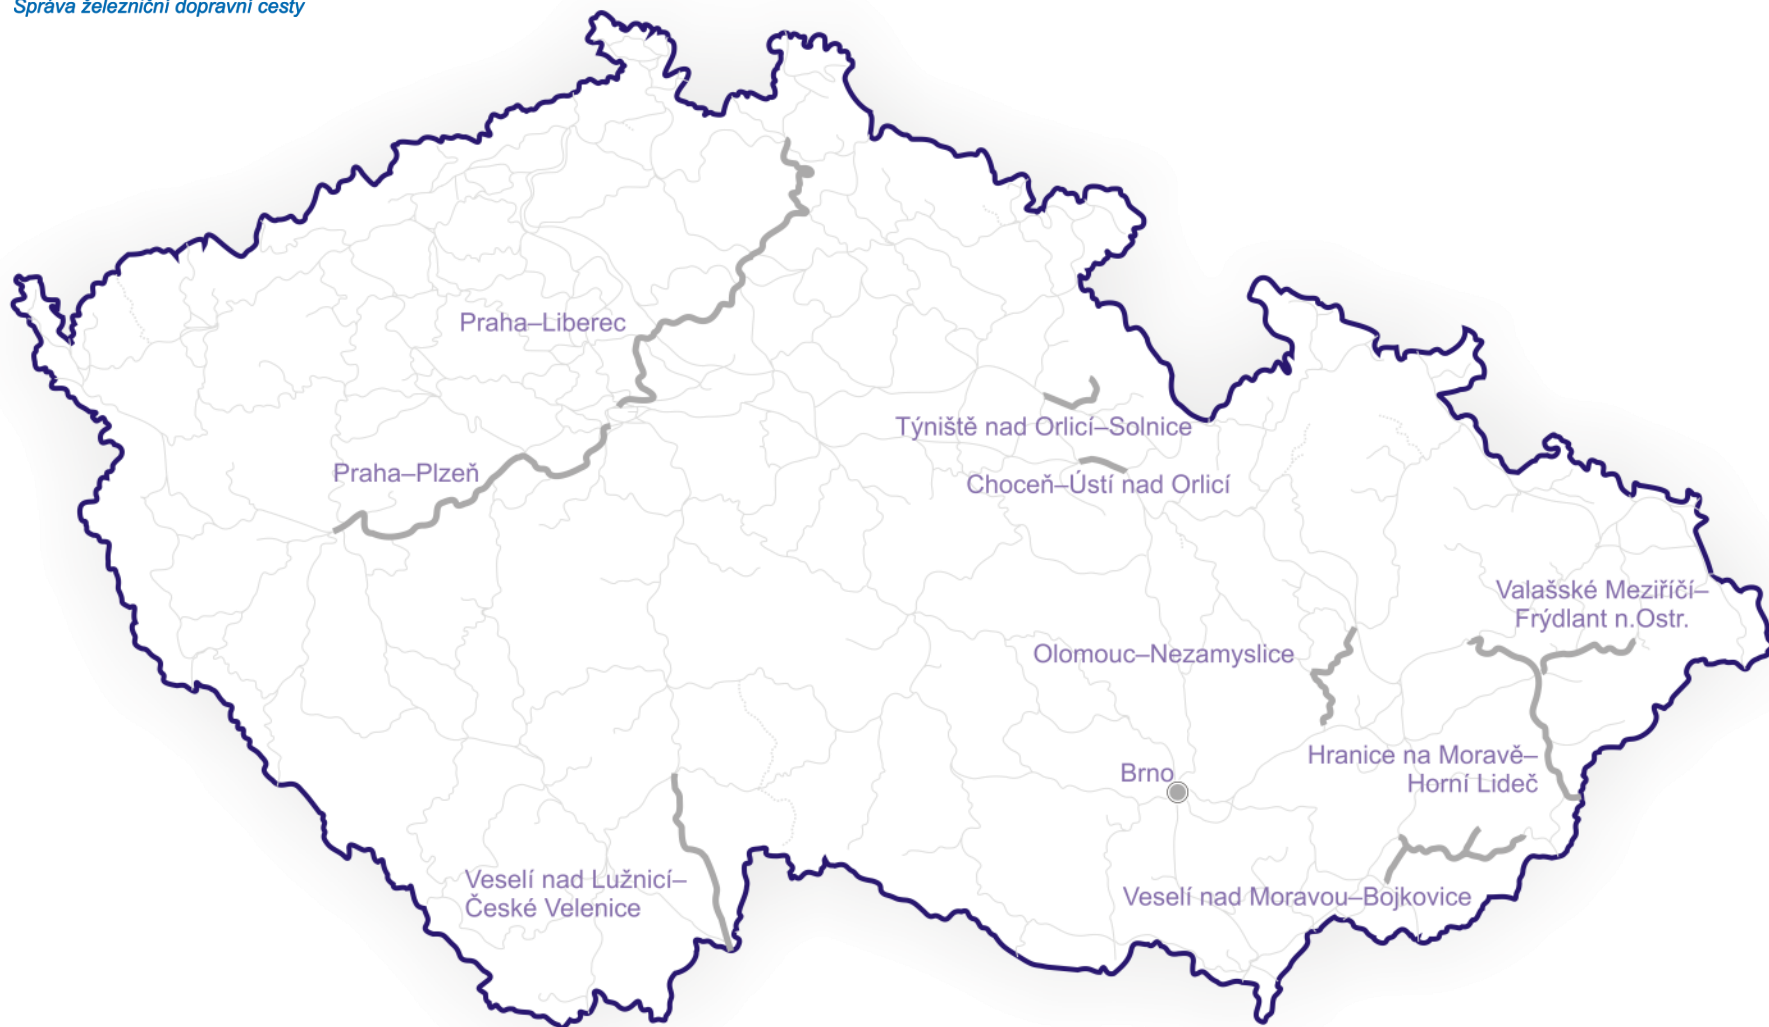 Správa železniční dopravní cesty
Praha–Liberec
Týniště nad Orlicí–Solnice
Praha–Plzeň
Choceň–Ústí nad Orlicí
Valašské Meziříčí–
Frýdlant n.Ostr.
Olomouc–Nezamyslice
Hranice na Moravě–
Horní Lideč
Brno
Veselí nad Lužnicí–
České Velenice
Veselí nad Moravou–Bojkovice